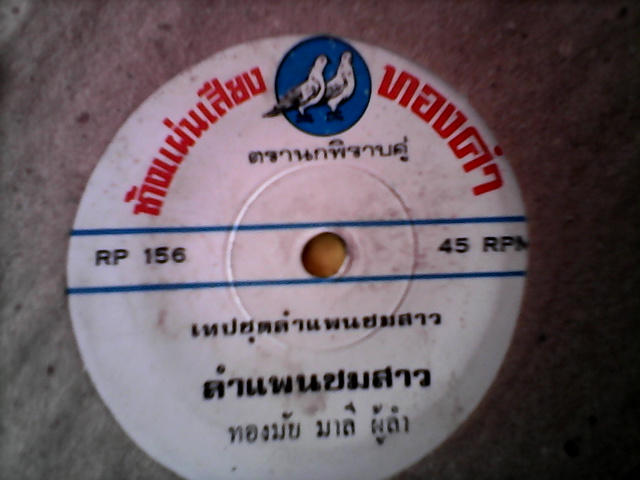 ห้างแผ่นเสียง ทองคำ
ตรานกพิราบคู่
RP 156
45 RPM
เทปชุดลำแพนชมสาว
ลำแพนชมสาว
ทองมัย มาลี ผู้ลำ